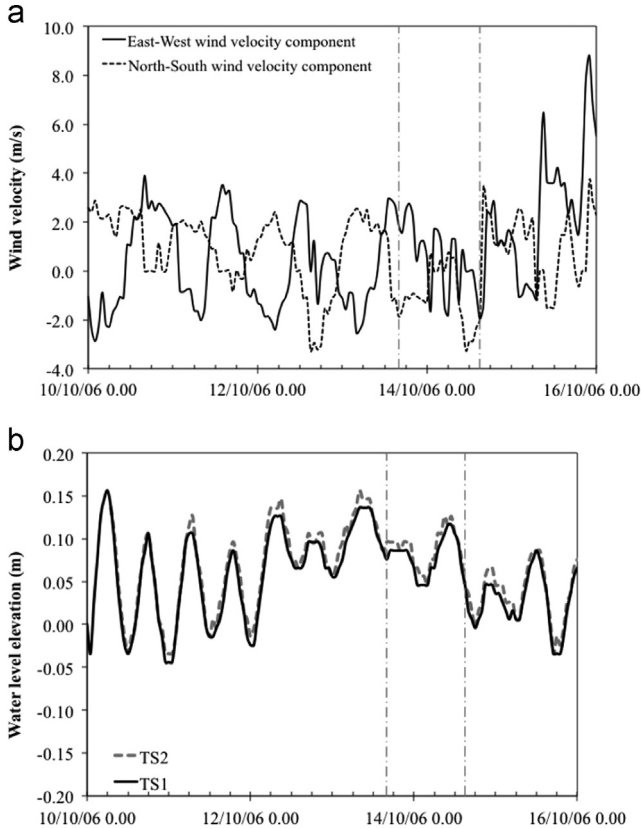 a
10.0
East-West wind velocity component
North-South wind velocity component
8.0
6.0
4.0
2.0
0.0
-2.0
-4.0
Wind velocity (m/s)
10/10/06 0.00 12/10/06 0.00 14/10/06 0.00 16/10/06 0.00
b
0.20
0.15
0.10
0.05
0.00
-0.05
-0.10
-0.15
-0.20
Water level elevation (m)
TS2
TS1
10/10/06 0.00 12/10/06 0.00 14/10/06 0.00 16/10/06 0.00